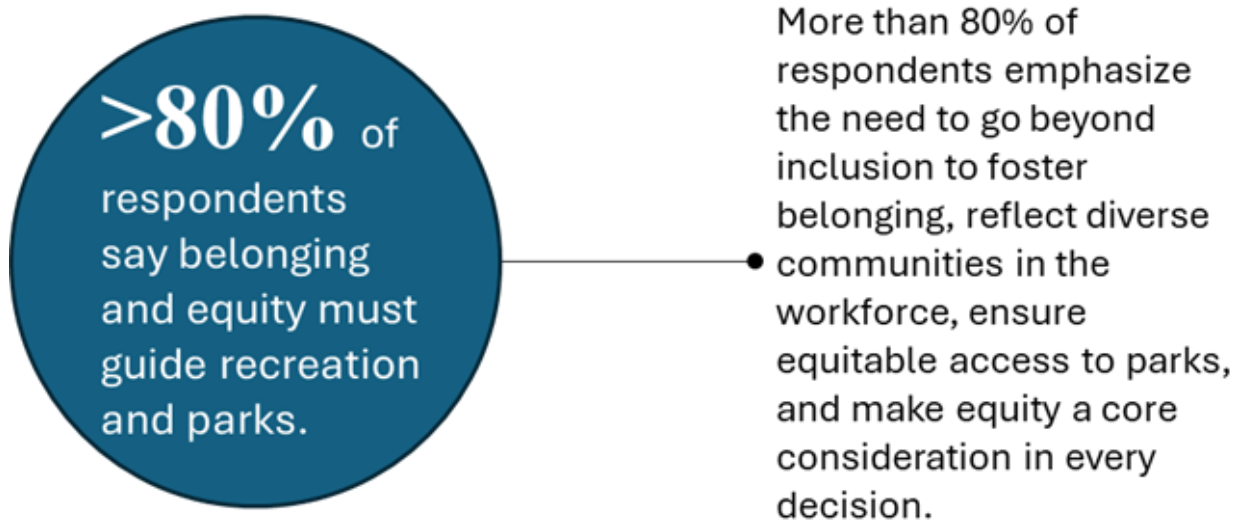 >80% of
respondents
say belonging
and equity must
guide recreation
and parks.
More than 80% of
respondents emphasize
the need to go beyond
inclusion to foster
belonging, reflect diverse
communities in the
workforce, ensure
equitable access to parks,
and make equity a core
consideration in every
decision.